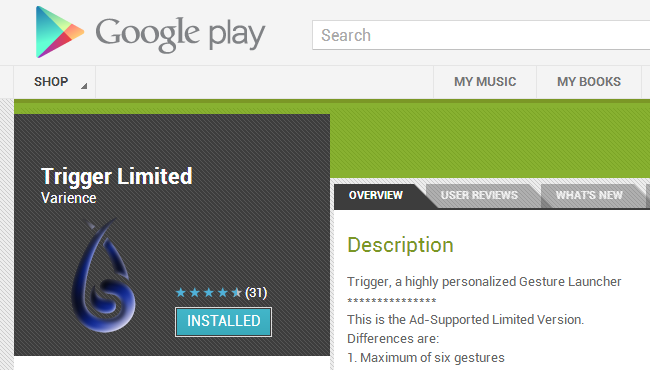 Google play
Search
SHOP
MY MUSIC
MY BOOKS
Trigger Limited
Varience
(31)
INSTALLED
OVERVIEW
USER REVIEWS
WHAT'S NEW
Description
Trigger, a highly personalized Gesture Launcher
***************
This is the Ad-Supported Limited Version.
Differences are:
1. Maximum of six gestures